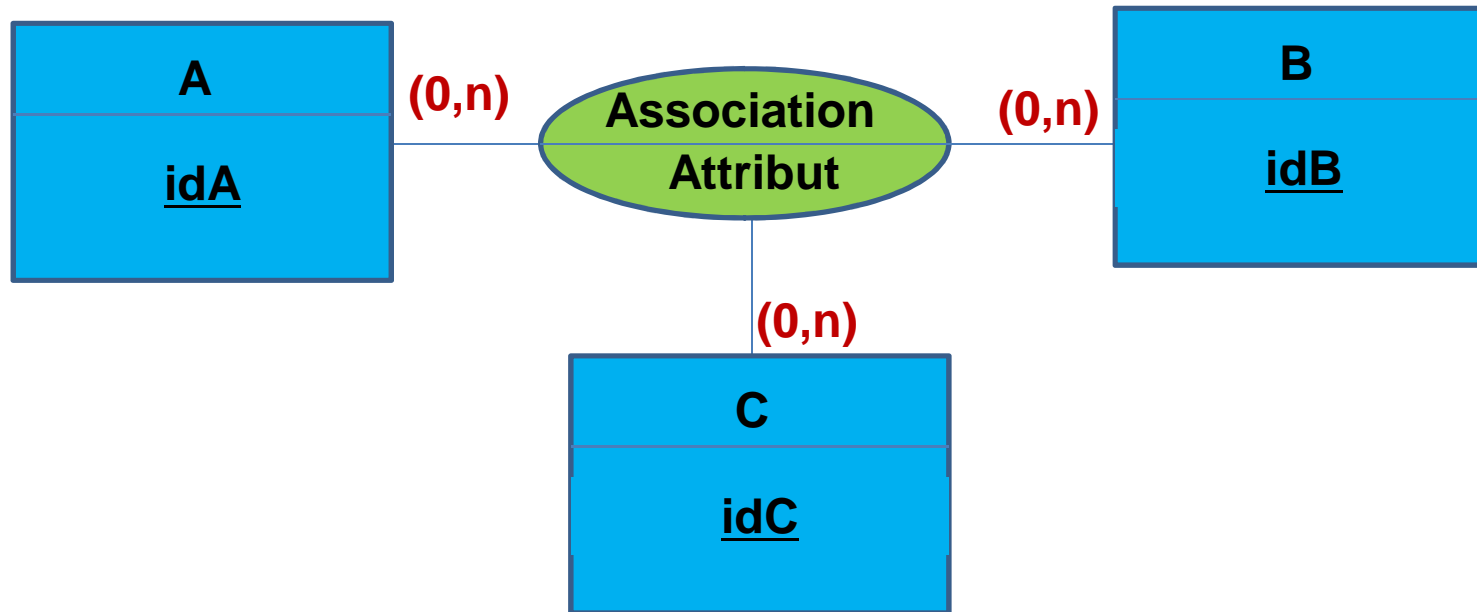 A
idA
(0,n)
Association
Attribut
(0,n)
B
idB
(0,n)
C
idC